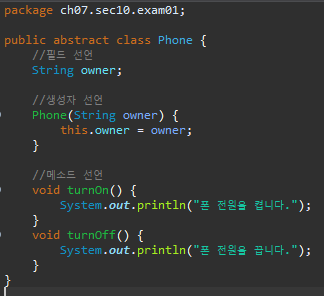 package ch07.sec10.exam01;
public abstract class Phone {
//필드 선언
String owner;
//생성자 선언
Phone(String owner) {
this.owner = owner;
}
//메소드 선언
void turnOn() {
System.out.println("폰 전원을 켭니다.");
}
void turnOff() {
System.out.println("폰 전원을 끕니다.");
}
}